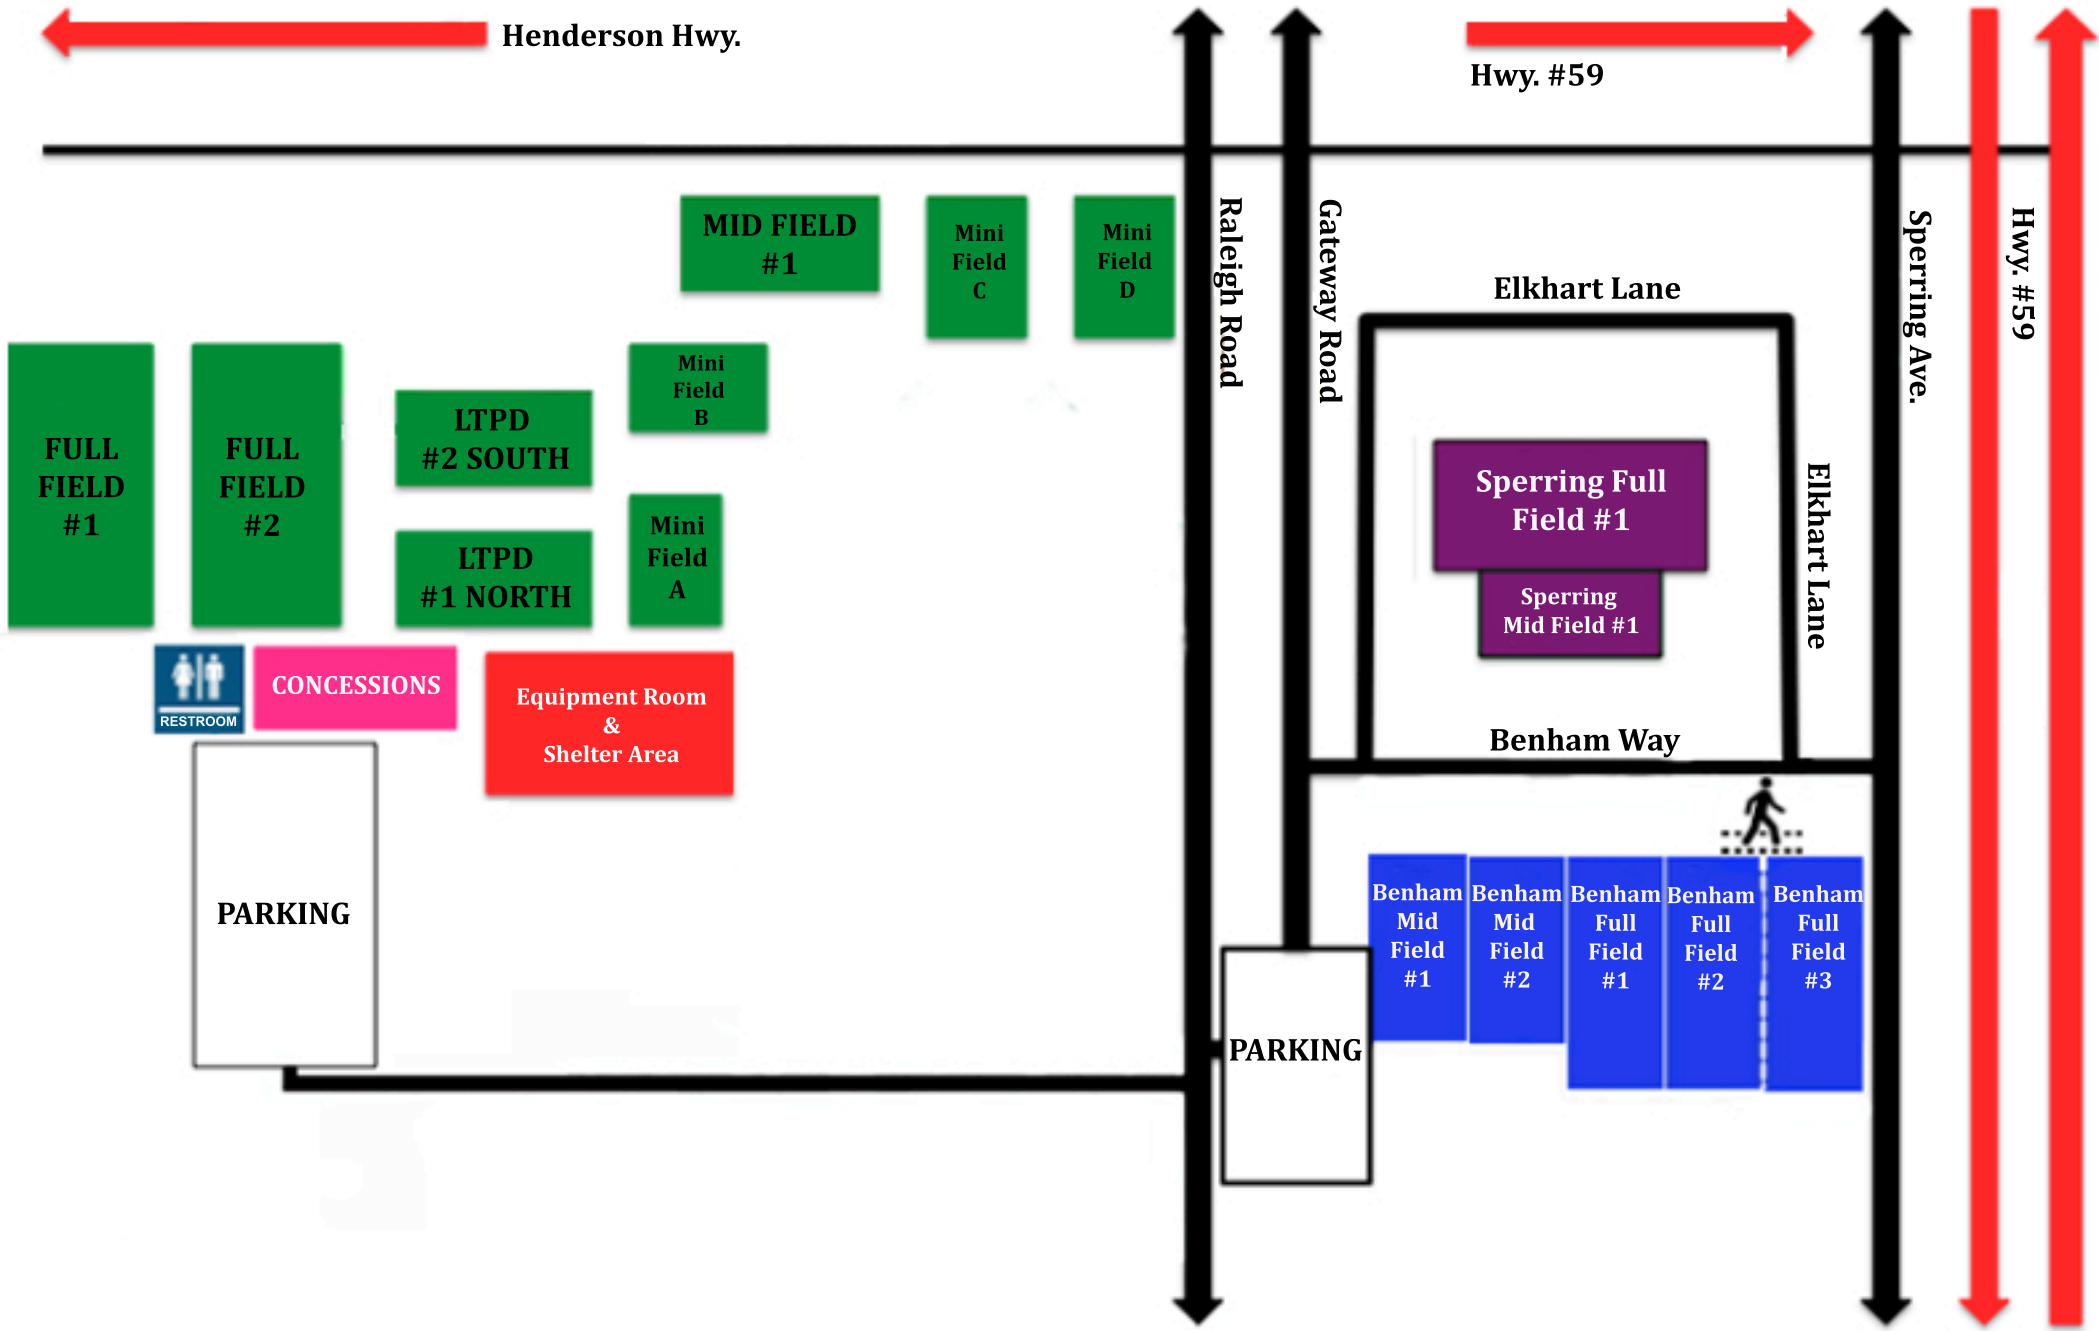 Henderson Hwy.
Hwy. #59
MID FIELD
#1
Mini
Field
C
Mini
Field
D
Raleigh Road
Gateway Road
Sperring Ave.
Hwy. #59
Elkhart Lane
FULL
FIELD
#1
FULL
FIELD
#2
LTPD
#2 SOUTH
Mini
Field
B
LTPD
#1 NORTH
Mini
Field
A
Sperring Full
Field #1
Sperring
Mid Field #1
Elkhart Lane
RESTROOM
CONCESSIONS
Equipment Room
&
Shelter Area
Benham Way
PARKING
PARKING
Benham
Mid
Field
#1
Benham
Mid
Field
#2
Benham
Full
Field
#1
Benham
Full
Field
#2
Benham
Full
Field
#3